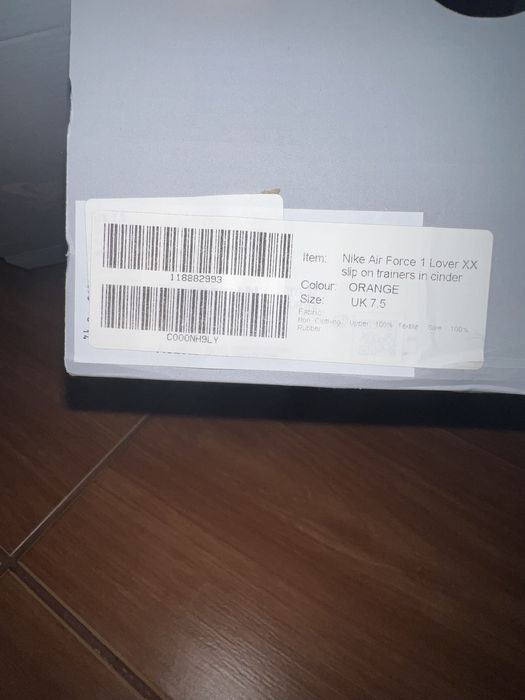 118882993
C000NH9LY
Item: Nike Air Force 1 Lover XX
slip on trainers in cinder
Colour: ORANGE
Size: UK 7.5
Fabric:
Non Clothing, Upper 100% Textile 100%
Rubber